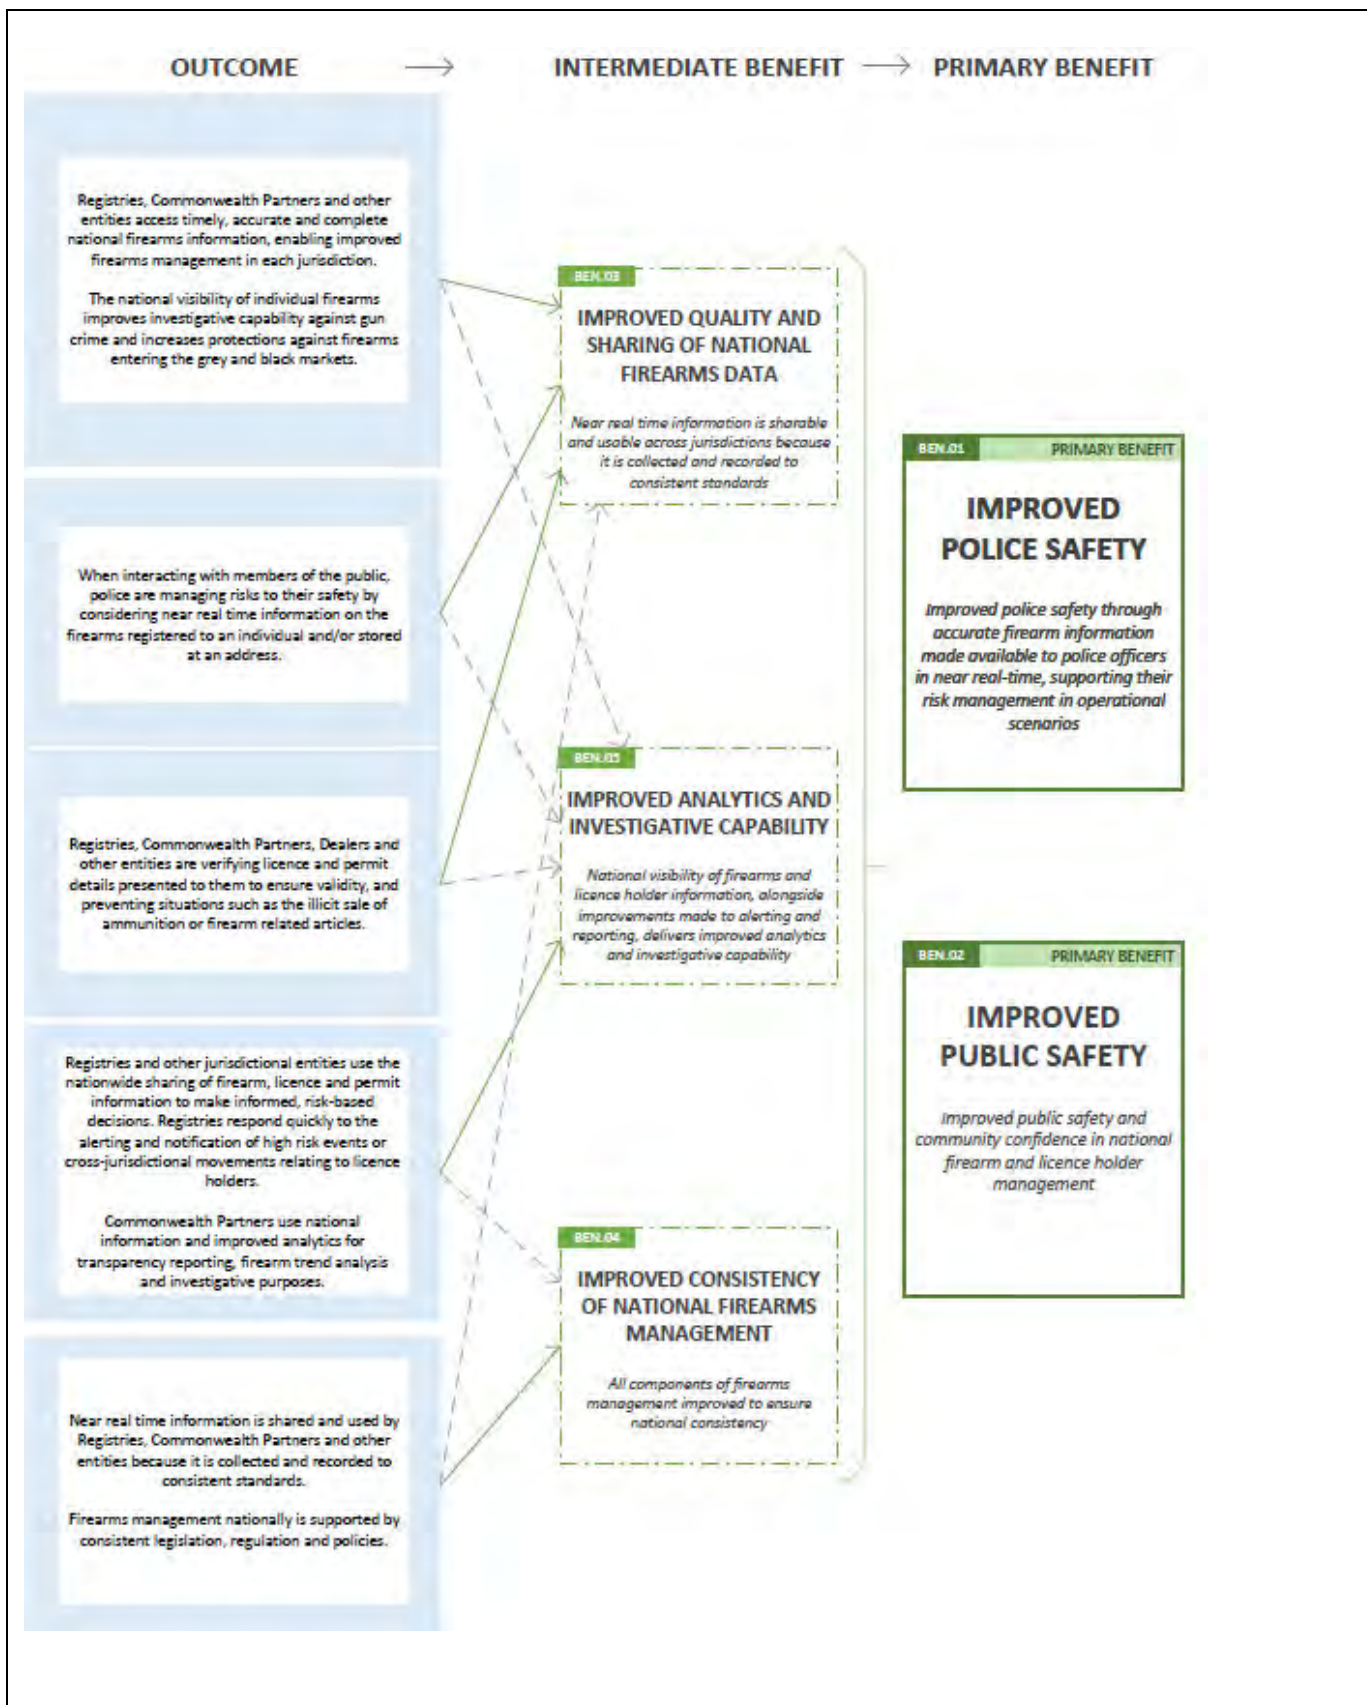 OUTCOME
INTERMEDIATE BENEFIT
PRIMARY BENEFIT
Registries, Commonwealth Partners and other
entities access timely, accurate and complete
national firearms information, enabling improved
firearms management in each jurisdiction.
The national visibility of individual firearms
improves investigative capability against gun
crime and increases protections against firearms
entering the grey and black markets.
When interacting with members of the public,
police are managing risks to their safety by
considering near real time information on the
firearms registered to an individual and/or stored
at an address.
Registries, Commonwealth Partners, Dealers and
other entities are verifying licence and permit
details presented to them to ensure validity, and
preventing situations such as the illicit sale of
ammunition or firearm related articles.
Registries and other jurisdictional entities use the
nationwide sharing of firearm, licence and permit
information to make informed, risk-based
decisions. Registries respond quickly to the
alerting and notification of high risk events or
cross-jurisdictional movements relating to licence
holders.
Commonwealth Partners use national
information and improved analytics for
transparency reporting, firearm trend analysis
and investigative purposes.
Near real time information is shared and used by
Registries, Commonwealth Partners and other
entities because it is collected and recorded to
consistent standards.
Firearms management nationally is supported by
consistent legislation, regulation and policies.
BEN.03
IMPROVED QUALITY AND
SHARING OF NATIONAL
FIREARMS DATA
Near real time information is sharable
and usable across jurisdictions because
it is collected and recorded to
consistent standards
BEN.05
IMPROVED ANALYTICS AND
INVESTIGATIVE CAPABILITY
National visibility of firearms and
licence holder information, alongside
improvements made to alerting and
reporting, delivers improved analytics
and investigative capability
BEN.04
IMPROVED CONSISTENCY
OF NATIONAL FIREARMS
MANAGEMENT
All components of firearms
management improved to ensure
national consistency
BEN.01
PRIMARY BENEFIT
IMPROVED
POLICE SAFETY
Improved police safety through
accurate firearm information
made available to police officers
in near real-time, supporting their
risk management in operational
scenarios
BEN.02
PRIMARY BENEFIT
IMPROVED
PUBLIC SAFETY
Improved public safety and
community confidence in national
firearm and licence holder
management